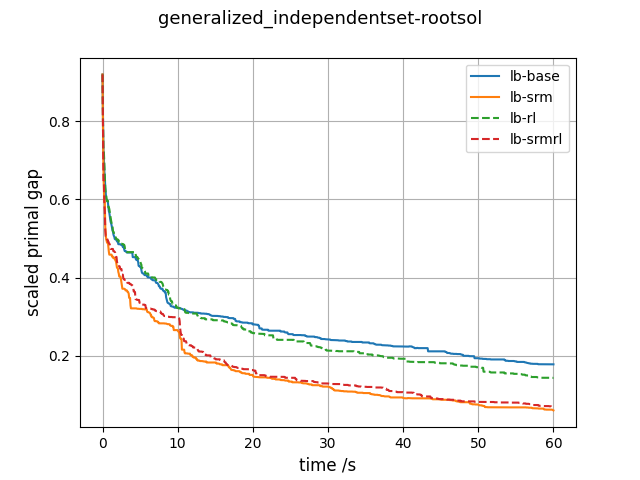 generalized_independentset-rootsol
lb-base
lb-srm
lb-rl
lb-srmrl
scaled primal gap
0.8
0.6
0.4
0.2
0
10
20
30
40
50
60
time /s